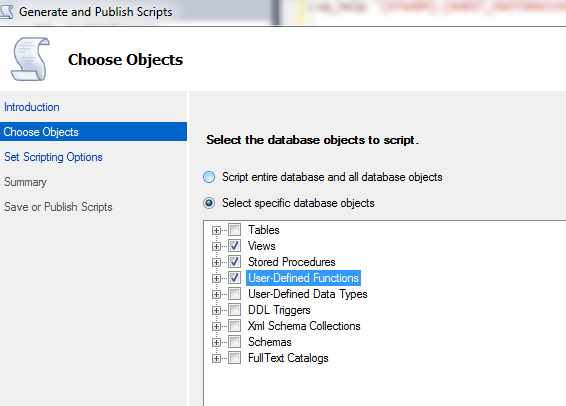 Generate and Publish Scripts
Choose Objects
Introduction
Choose Objects
Set Scripting Options
Summary
Save or Publish Scripts
Select the database objects to script.
Script entire database and all database objects
Select specific database objects
Tables
Views
Stored Procedures
User-Defined Functions
User-Defined Data Types
DDL Triggers
Xml Schema Collections
Schemas
FullText Catalogs